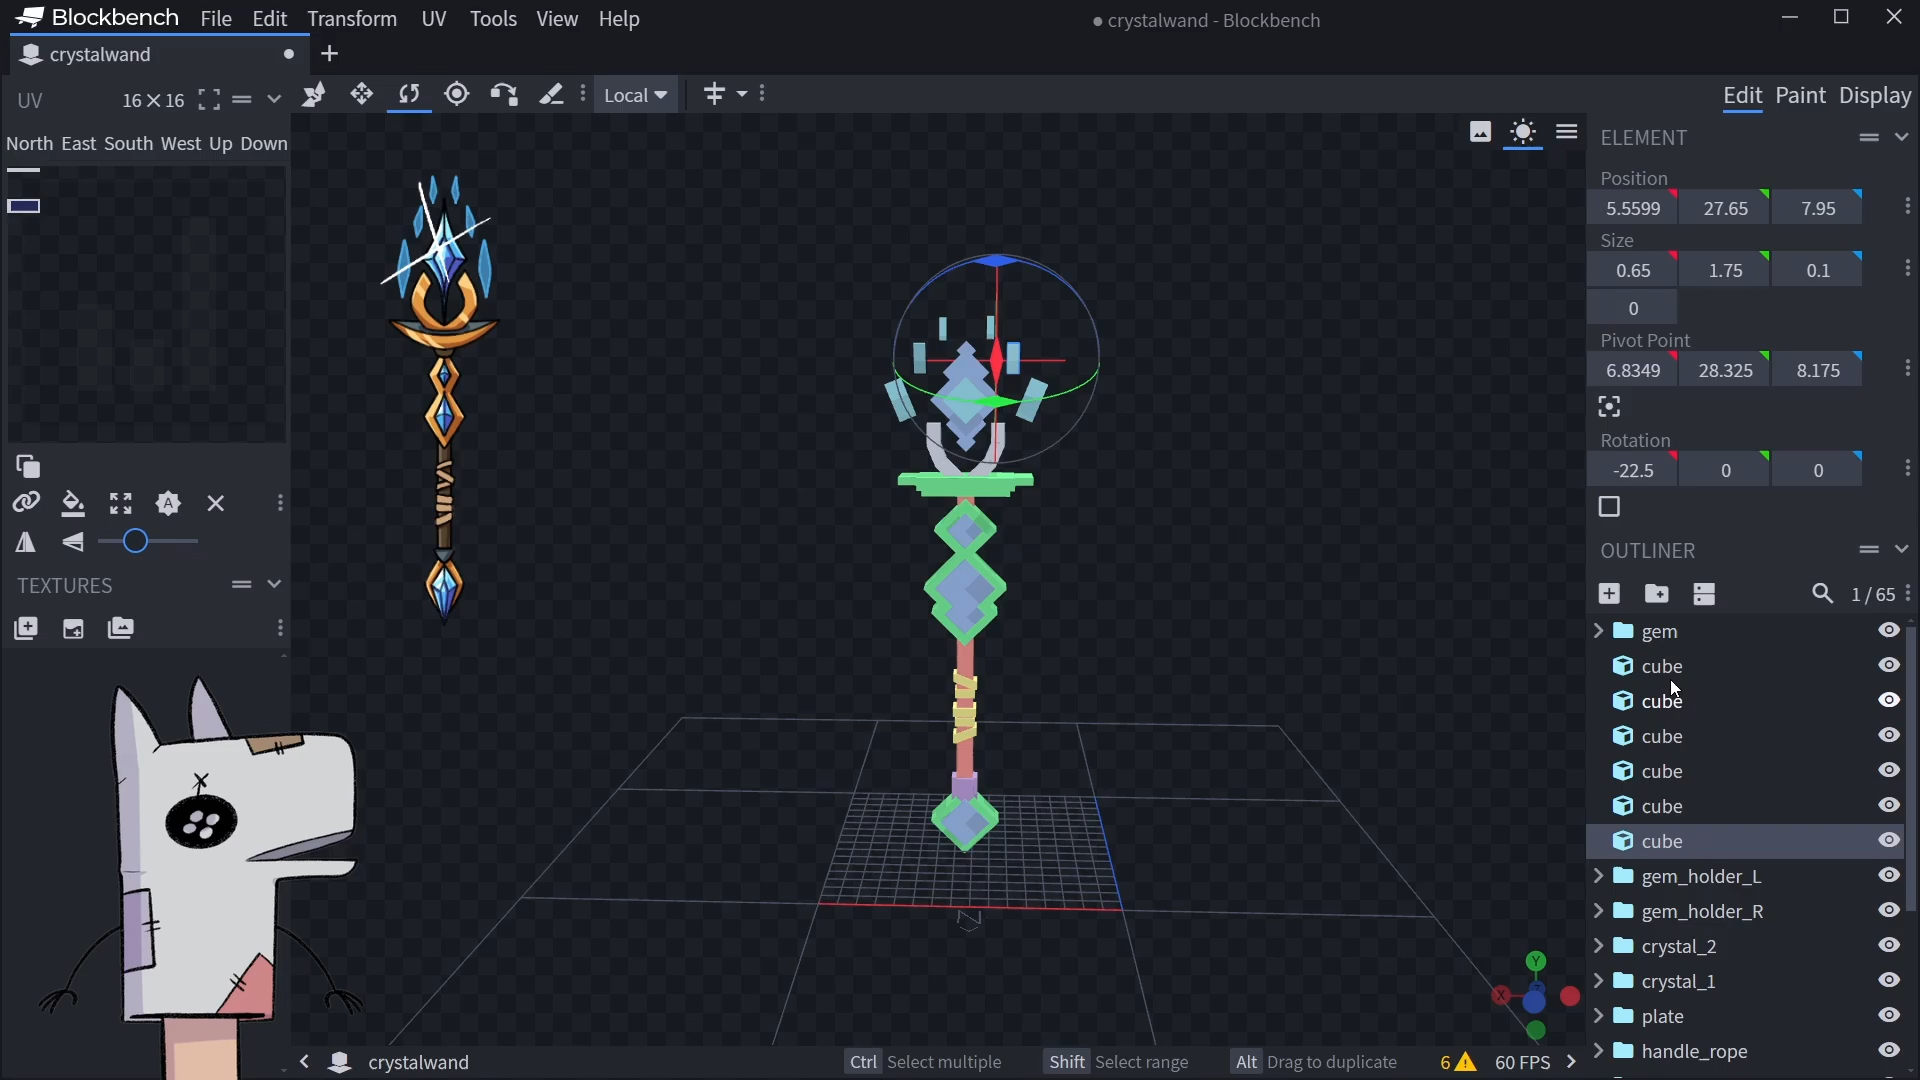 Blockbench File Edit Transform UV Tools View Help
● crystalwand - Blockbench
crystalwand
UV 16×16
Local
Edit Paint Display
North East South West Up Down
ELEMENT
Position
5.5599 27.65 7.95
Size
0.65 1.75 0.1
0
Pivot Point
6.8349 28.325 8.175
Rotation
-22.5 0 0
A
OUTLINER
1 / 65
TEXTURES
gem
cube
cube
cube
cube
cube
cube
gem_holder_L
gem_holder_R
crystal_2
crystal_1
plate
handle_rope
Y
X
Z
crystalwand
Ctrl Select multiple
Shift Select range
Alt Drag to duplicate
6
60 FPS